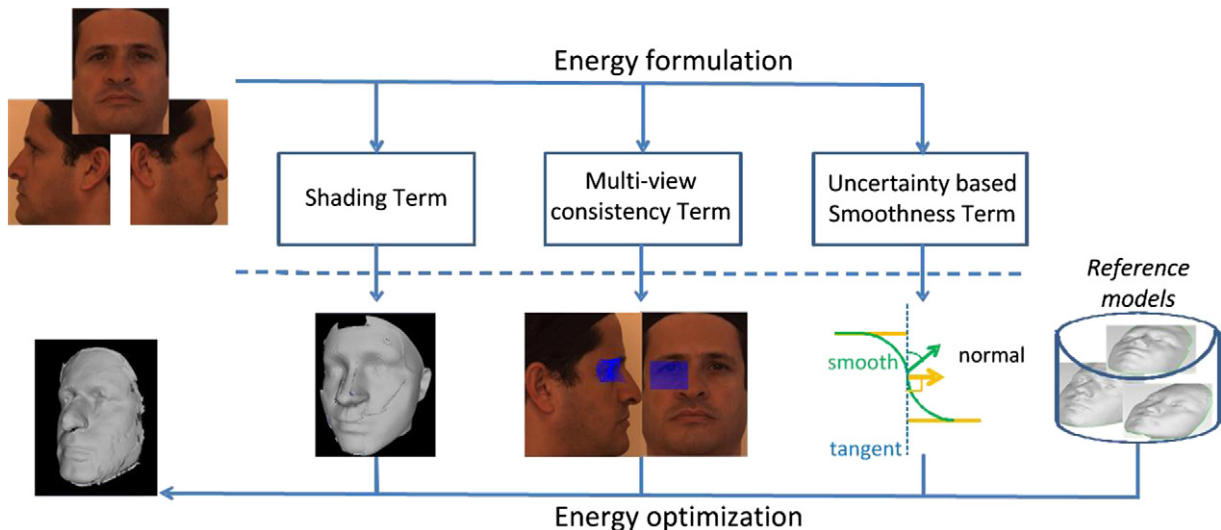 Energy formulation
Shading Term
Multi-view
consistency Term
Uncertainty based
Smoothness Term
Reference
models
smooth
normal
tangent
Energy optimization